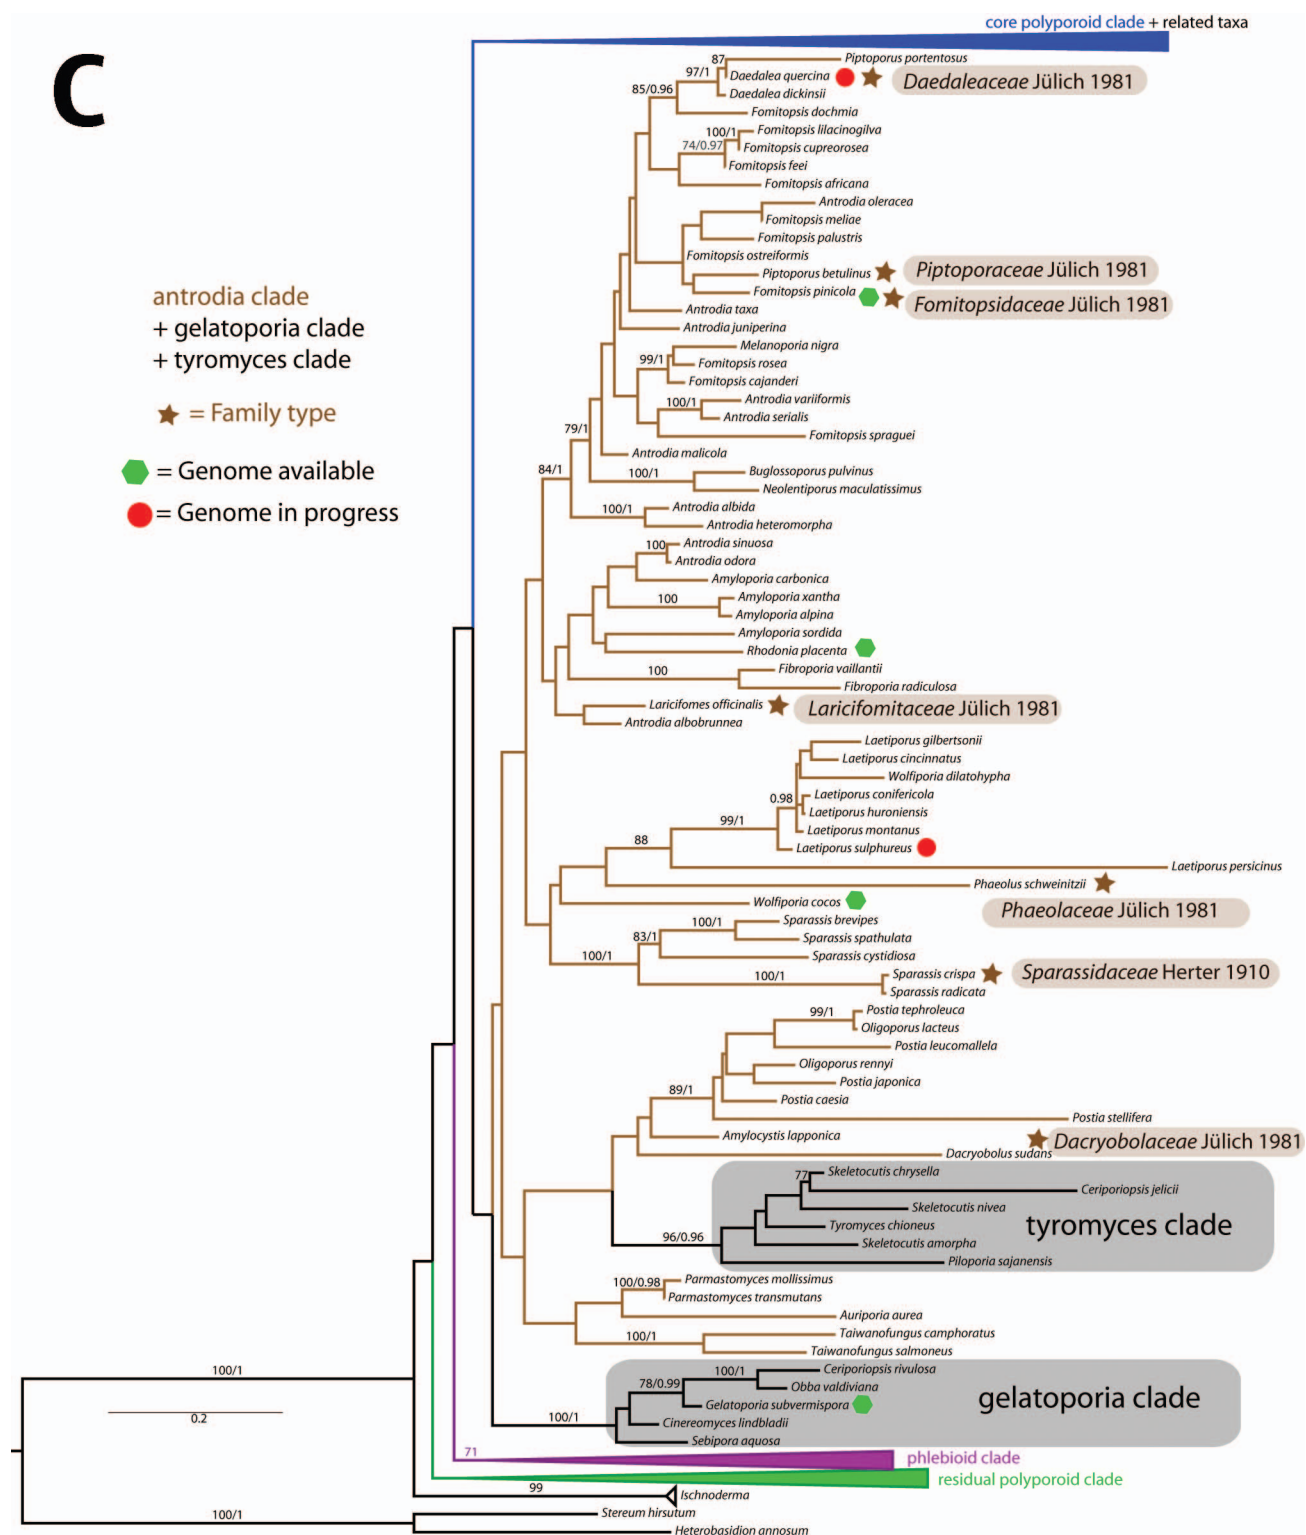 core polyporoid clade + related taxa
C
87
Piptoporus portentosus
97/1
Daedalea quercina
Daedaleaceae Jülich 1981
85/0.96
Daedalea dickinsii
Fomitopsis dochmia
100/1
Fomitopsis lilacinogilva
74/0.97
Fomitopsis cupreorosea
Fomitopsis feei
Fomitopsis africana
Antrodia oleracea
Fomitopsis meliae
Fomitopsis palustris
Fomitopsis ostreiformis
Piptoporus betulinus
Piptoporaceae Jülich 1981
Fomitopsis pinicola
Fomitopsidaceae Jülich 1981
antrodia clade
+ gelatoporia clade
+ tyromyces clade
= Family type
= Genome available
= Genome in progress
Antrodia taxa
Antrodia juniperina
Melanoporia nigra
99/1
Fomitopsis rosea
Fomitopsis cajanderi
Antrodia variiformis
100/1
Antrodia serialis
79/1
Fomitopsis spraguei
Antrodia malicola
84/1
100/1
Buglossoporus pulvinus
Neolentiporus maculatissimus
100/1
Antrodia albida
Antrodia heteromorpha
100
Antrodia sinuosa
Antrodia odora
Amyloporia carbonica
100
Amyloporia xantha
Amyloporia alpina
Amyloporia sordida
Rhodonia placenta
100
Fibroporia vaillantii
Fibroporia radiculosa
Laricifomes officinalis
Laricifomitaceae Jülich 1981
Antrodia albobrunnea
Laetiporus gilbertsonii
Laetiporus cincinnatus
Wolfiporia dilatohypha
0.98
Laetiporus conifericola
Laetiporus huroniensis
99/1
Laetiporus montanus
88
Laetiporus sulphureus
Laetiporus persicinus
Phaeolus schweinitzii
Wolfiporia cocos
Phaeolaceae Jülich 1981
100/1
Sparassis brevipes
83/1
Sparassis spathulata
100/1
Sparassis cystidiosa
100/1
Sparassis crispa
Sparassidaceae Herter 1910
Sparassis radicata
99/1
Postia tephroleuca
Oligoporus lacteus
Postia leucomallela
Oligoporus rennyi
89/1
Postia japonica
Postia caesia
Postia stellifera
Amylocystis lapponica
Dacryobolaceae Jülich 1981
Dacryobolus sudans
77
Skeletocutis chrysella
Ceriporiopsis jelicii
Skeletocutis nivea
tyromyces clade
Tyromyces chioneus
96/0.96
Skeletocutis amorpha
Piloporia sajanensis
100/0.98
Parmastomyces mollissimus
Parmastomyces transmutans
Auriporia aurea
100/1
Taiwanofungus camphoratus
Taiwanofungus salmoneus
100/1
100/1
Ceriporiopsis rivulosa
78/0.99
Obba valdiviana
gelatoporia clade
Gelatoporia subvermispora
0.2
100/1
Cinereomyces lindbladii
Sebipora aquosa
71
phlebioid clade
residual polyporoid clade
99
Ischnoderma
100/1
Stereum hirsutum
Heterobasidion annosum